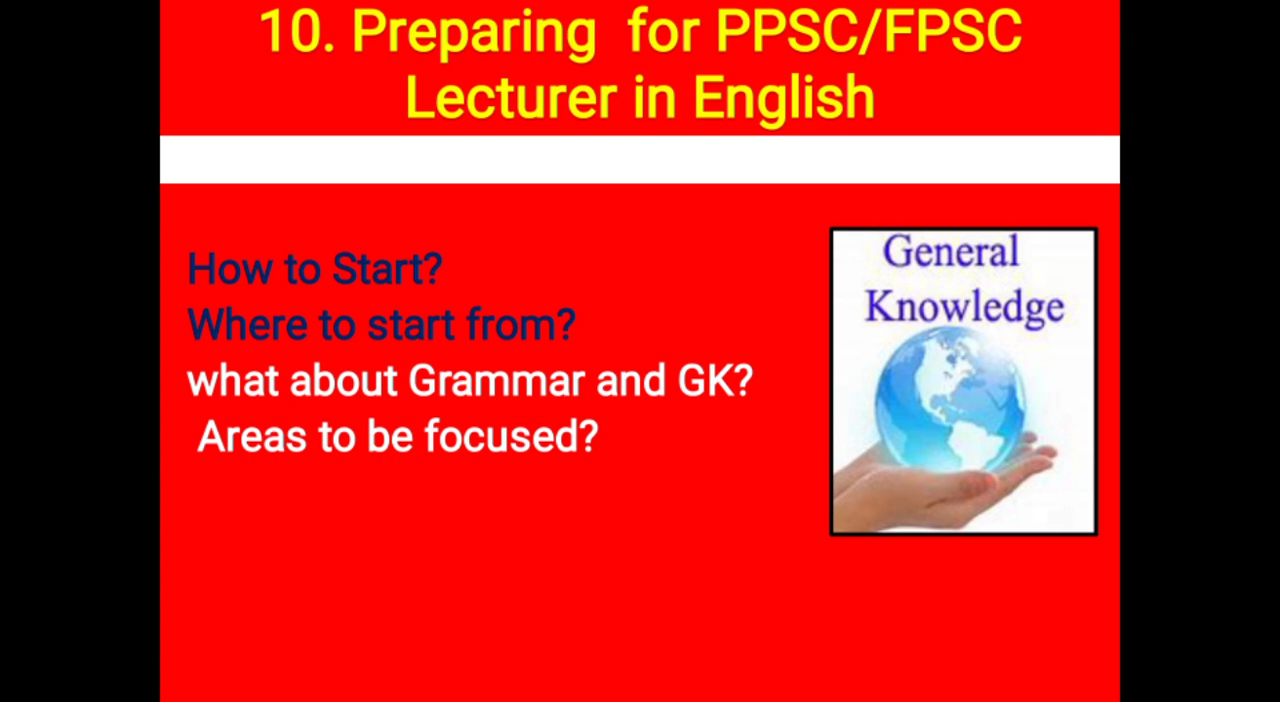 10. Preparing for PPSC/FPSC
Lecturer in English
How to Start?
Where to start from?
what about Grammar and GK?
Areas to be focused?
General
Knowledge